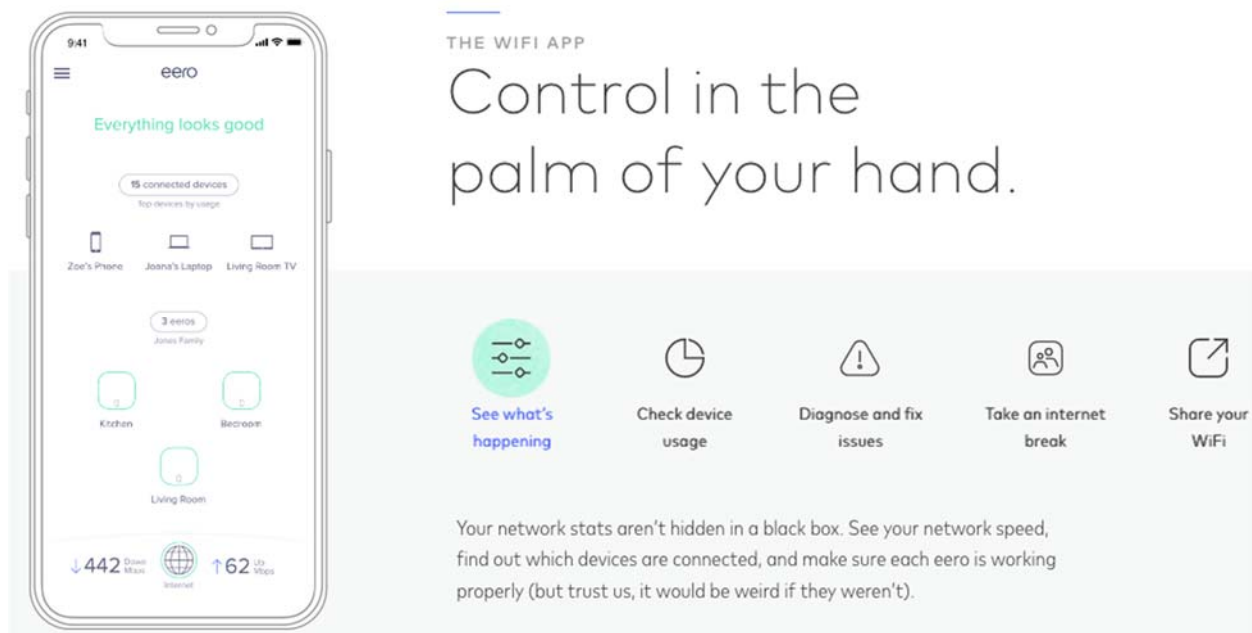 9:41
eero
Everything looks good
15 connected devices
Top devices by usage
Zoe's Phone Joana's Laptop Living Room TV
3 eeros
Jones Family
Kitchen Bedroom
Living Room
↓442 Down Mbps ↑62 Up Mbps
Internet
THE WIFI APP
Control in the
palm of your hand.
See what's
happening
Check device
usage
Diagnose and fix
issues
Take an internet
break
Share your
WiFi
Your network stats aren't hidden in a black box. See your network speed,
find out which devices are connected, and make sure each eero is working
properly (but trust us, it would be weird if they weren't).